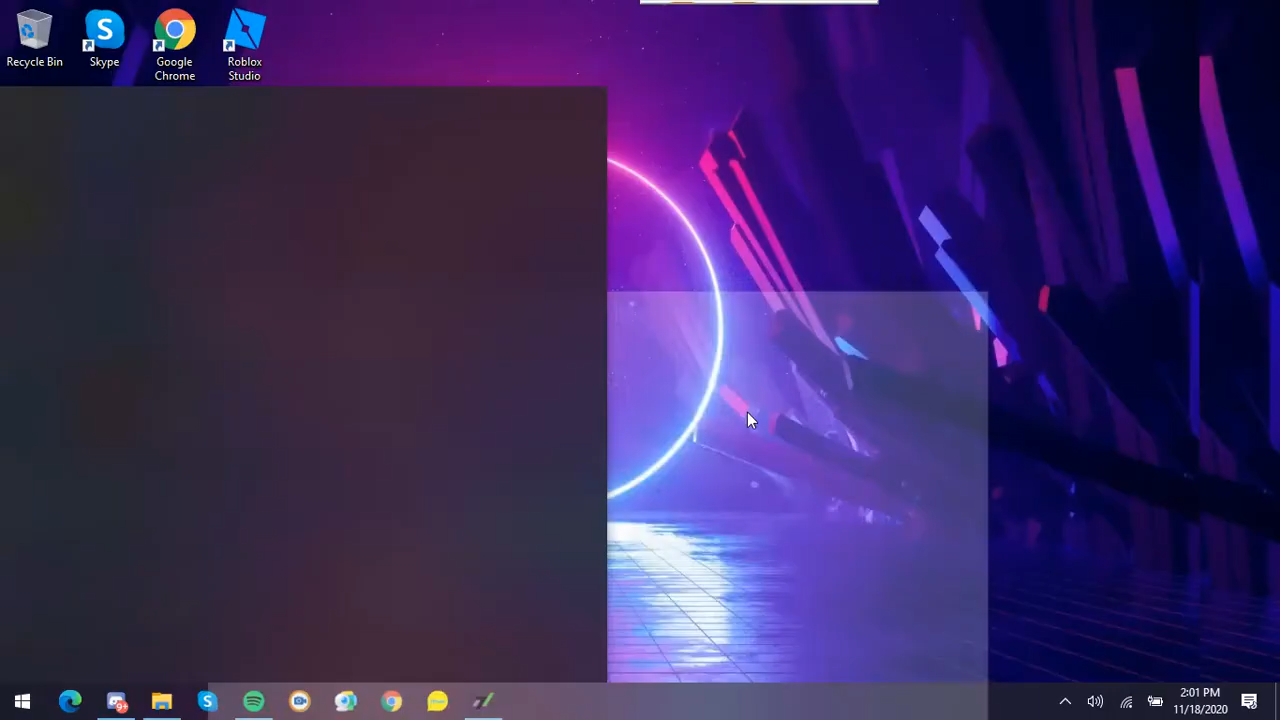 Recycle Bin
Skype
Google
Chrome
Roblox
Studio
2:01 PM
11/18/2020